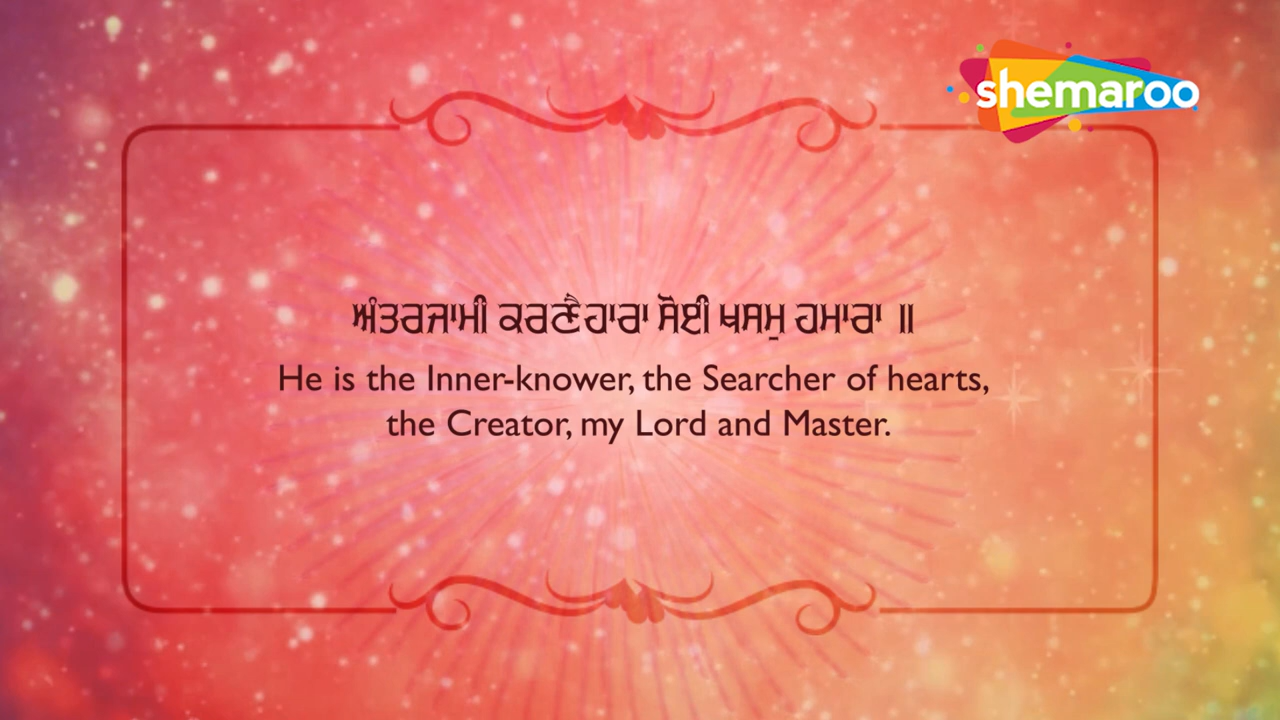 shemaroo
ਅੰਤਰਜਾਮੀ ਕਰਣੈਹਾਰਾ ਸੋਈ ਖਸਮੁ ਹਮਾਰਾ ॥
He is the Inner-knower, the Searcher of hearts,
the Creator, my Lord and Master.